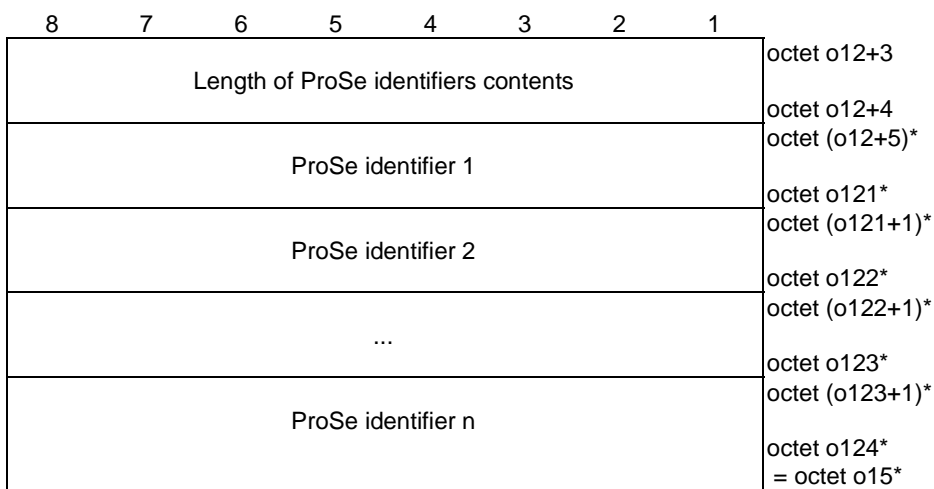 8 7 6 5 4 3 2 1
octet o12+3
Length of ProSe identifiers contents
octet o12+4
octet (o12+5)*
ProSe identifier 1
octet o121*
octet (o121+1)*
ProSe identifier 2
octet o122*
octet (o122+1)*
...
octet o123*
octet (o123+1)*
ProSe identifier n
octet o124*
= octet o15*